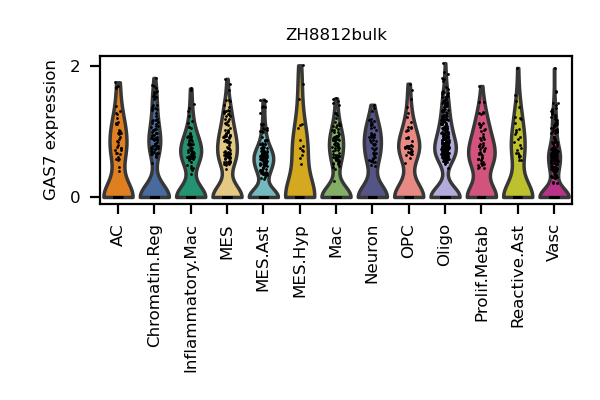 ZH8812bulk
GAS7 expression
2
0
AC
Chromatin.Reg
Inflammatory.Mac
MES
MES.Ast
MES.Hyp
Mac
Neuron
OPC
Oligo
Prolif.Metab
Reactive.Ast
Vasc